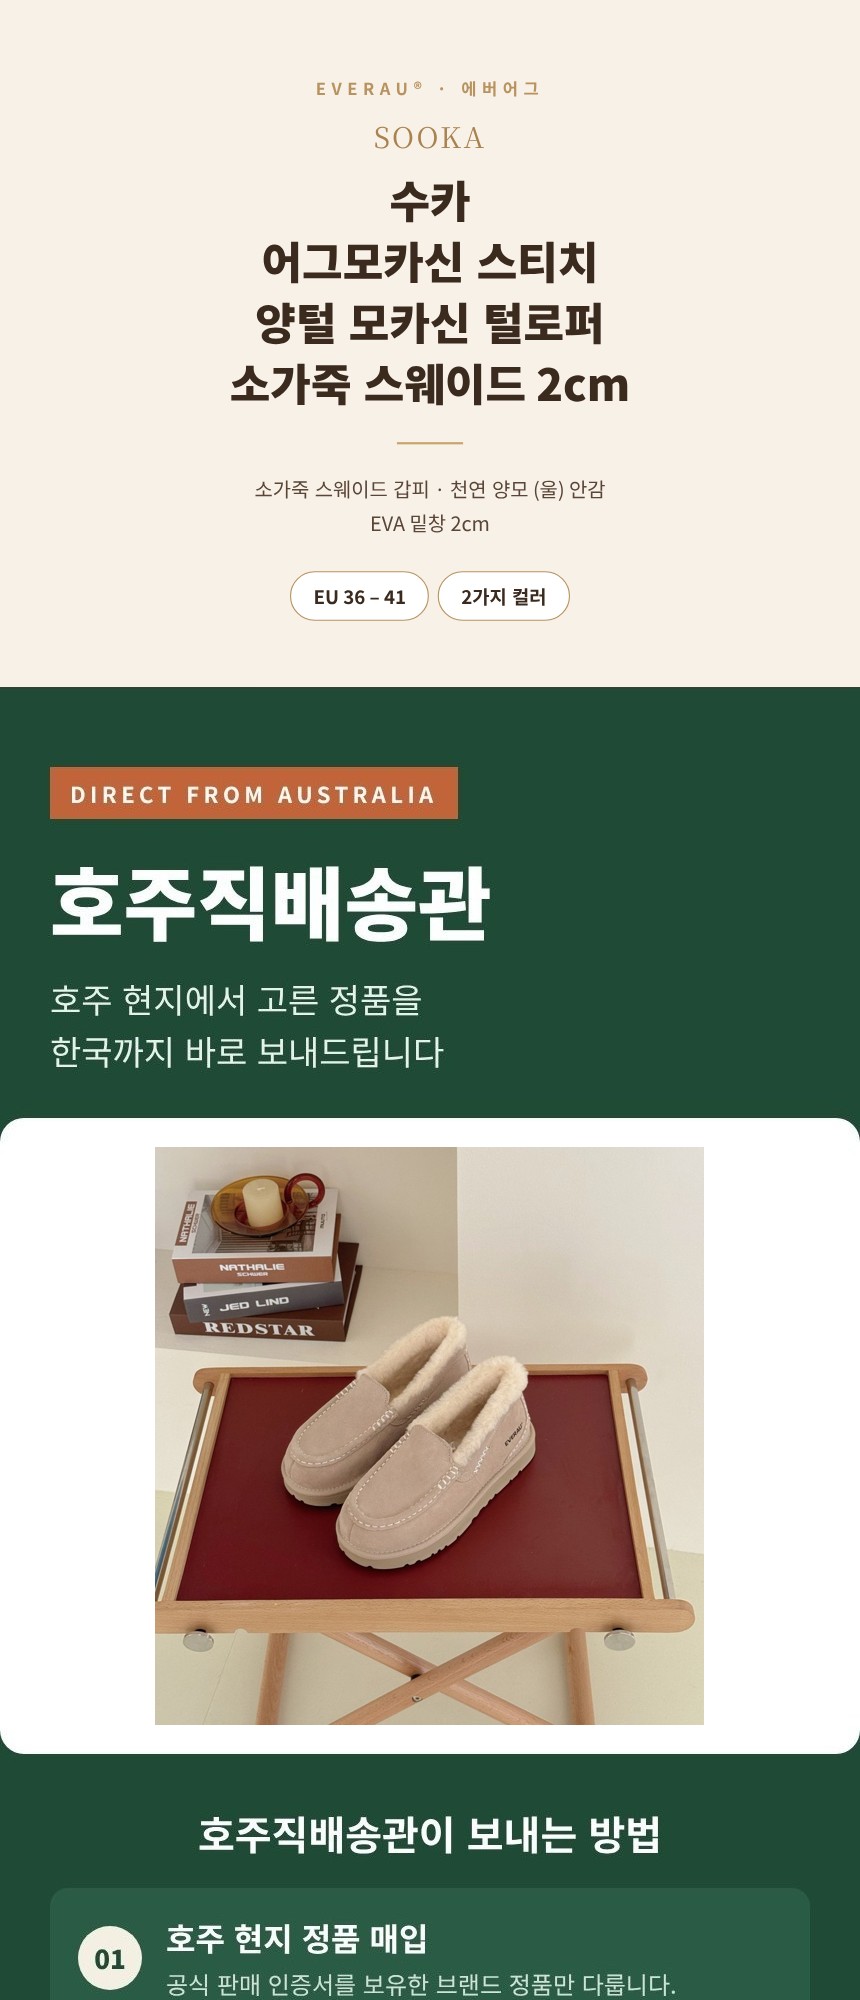 EVERAU® · 에버어그
SOOKA
수카
어그모카신 스티치
양털 모카신 털로퍼
소가죽 스웨이드 2cm
소가죽 스웨이드 갑피 · 천연 양모 (울) 안감
EVA 밑창 2cm
EU 36 – 41
2가지 컬러
DIRECT FROM AUSTRALIA
호주직배송관
호주 현지에서 고른 정품을
한국까지 바로 보내드립니다
NATHALIE
NATHALIE
SCHWER
NEW
JED LIND
REDSTAR
EVERAU
호주직배송관이 보내는 방법
01
호주 현지 정품 매입
공식 판매 인증서를 보유한 브랜드 정품만 다룹니다.